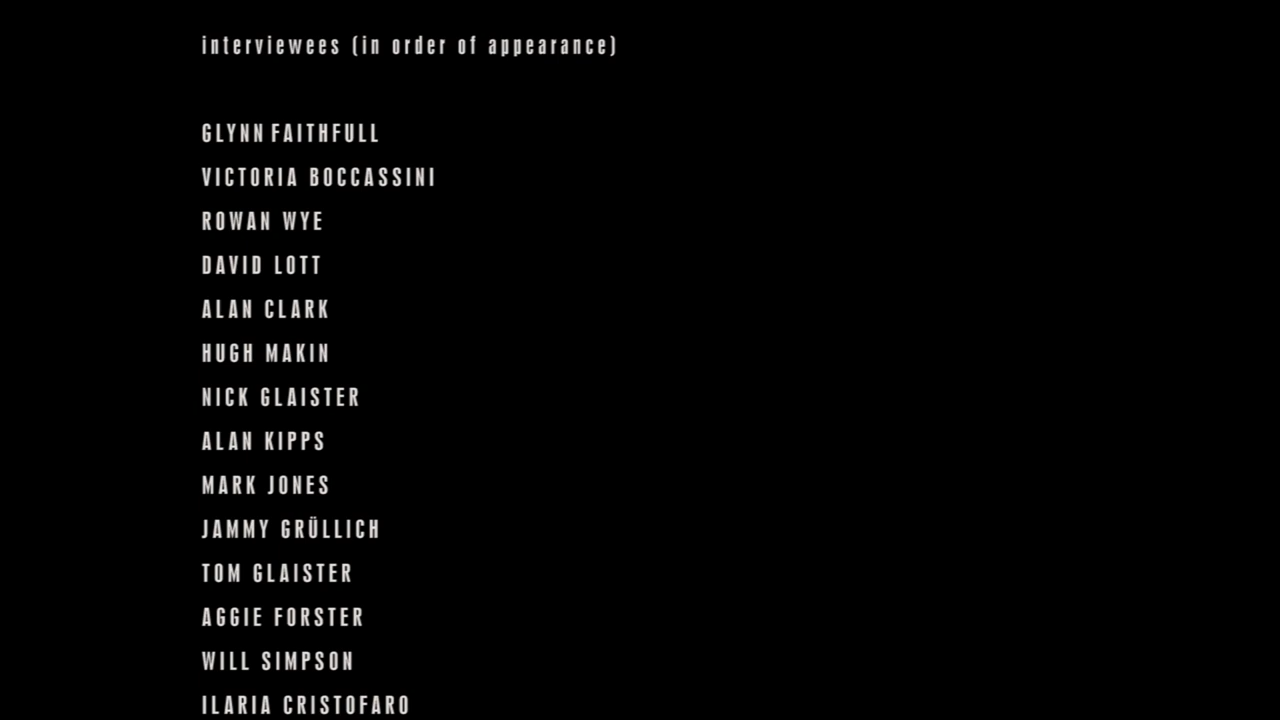 interviewees (in order of appearance)
GLYNN FAITHFULL
VICTORIA BOCCASSINI
ROWAN WYE
DAVID LOTT
ALAN CLARK
HUGH MAKIN
NICK GLAISTER
ALAN KIPPS
MARK JONES
JAMMY GRÜLLICH
TOM GLAISTER
AGGIE FORSTER
WILL SIMPSON
ILARIA CRISTOFARO